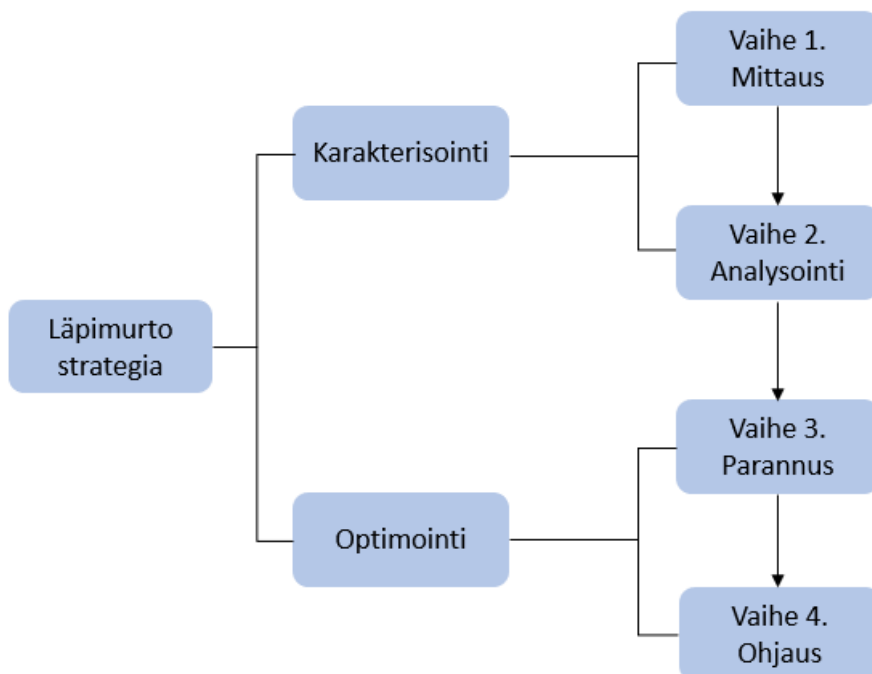 Vaihe 1.
Mittaus
Karakterisointi
Vaihe 2.
Analysointi
Läpimurto
strategia
Vaihe 3.
Parannus
Optimointi
Vaihe 4.
Ohjaus